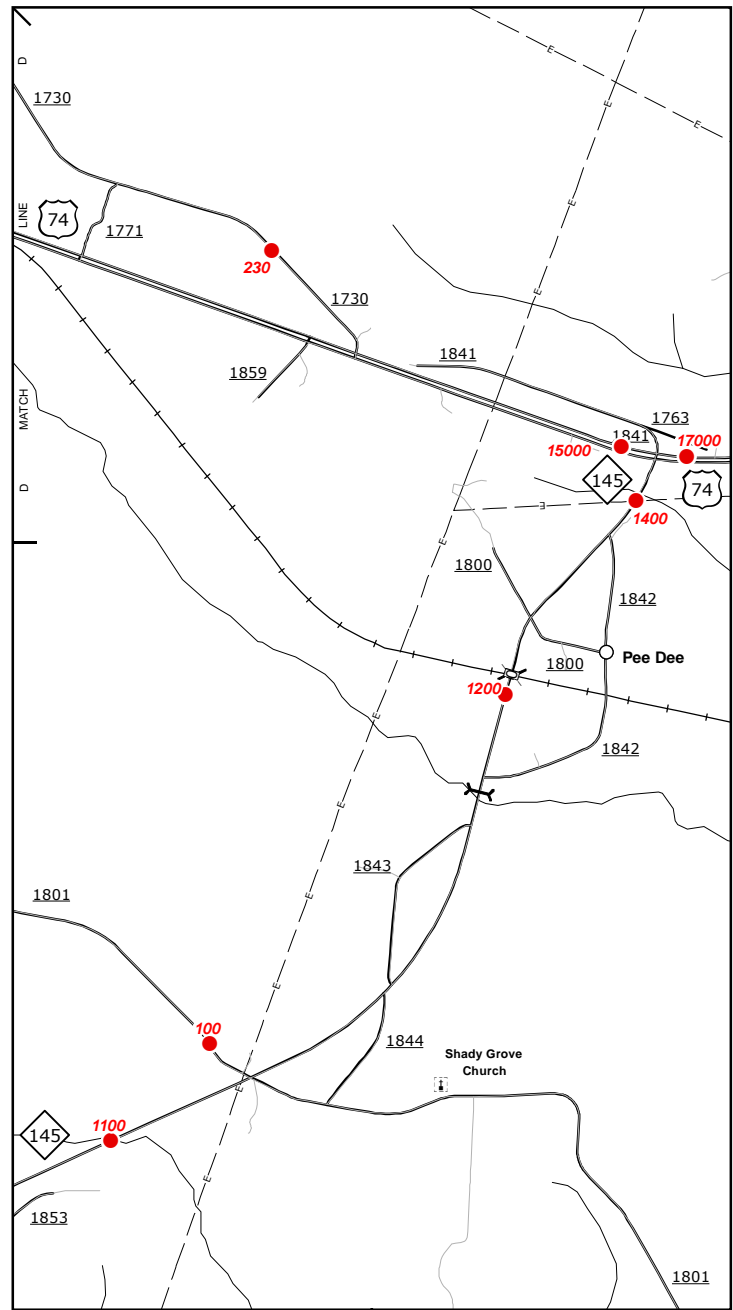 D
1730
LINE
74
1771
230
1730
1841
1859
MATCH
1763
1841
15000
17000
145
74
D
1400
1800
1842
1800
Pee Dee
1200
1842
1843
1801
100
1844
Shady Grove
Church
1100
145
1853
1801
E
E
E
E
E
E
E
E
E
E
E
E
E
E